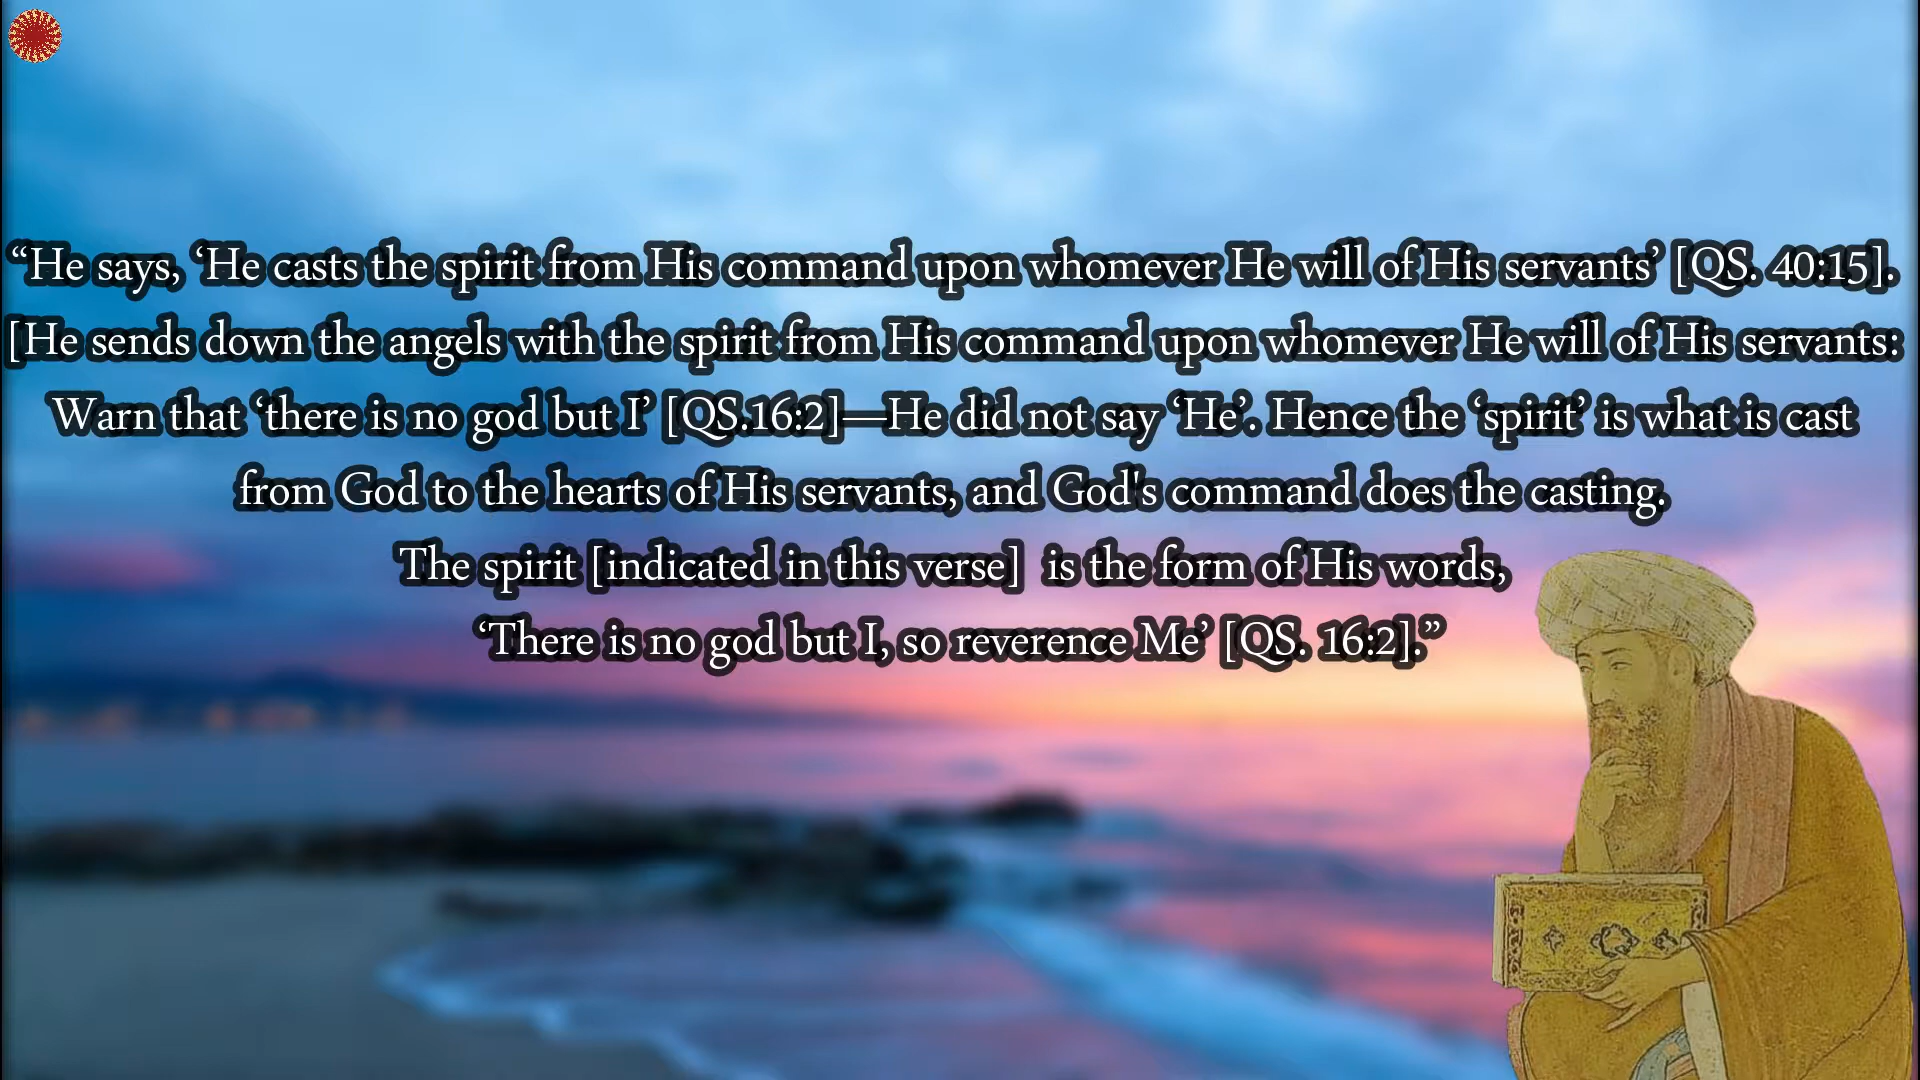 “He says, ‘He casts the spirit from His command upon whomever He will of His servants’ [QS. 40:15].
[He sends down the angels with the spirit from His command upon whomever He will of His servants:
Warn that ‘there is no god but I’ [QS.16:2]—He did not say ‘He’. Hence the ‘spirit’ is what is cast
from God to the hearts of His servants, and God's command does the casting.
The spirit [indicated in this verse] is the form of His words,
‘There is no god but I, so reverence Me’ [QS. 16:2].”